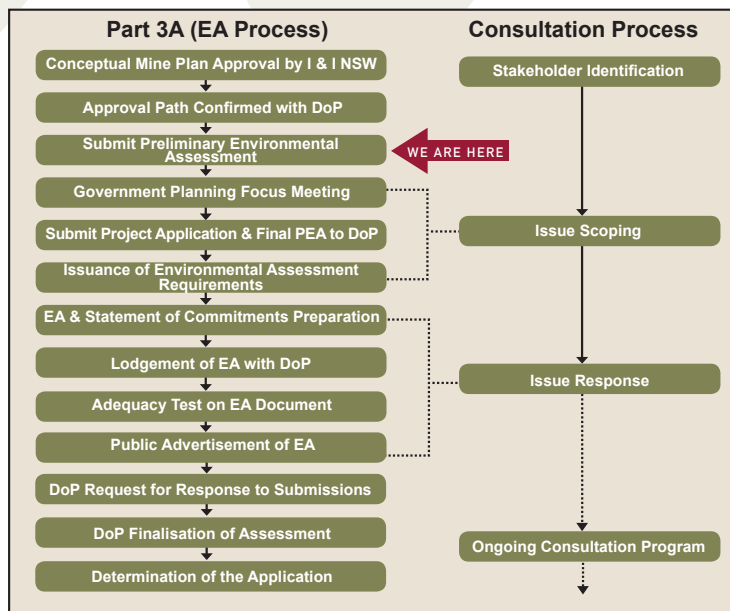 Part 3A (EA Process)
Conceptual Mine Plan Approval by I & I NSW
Approval Path Confirmed with DoP
Submit Preliminary Environmental
Assessment
WE ARE HERE
Government Planning Focus Meeting
Submit Project Application & Final PEA to DoP
Issuance of Environmental Assessment
Requirements
EA & Statement of Commitments Preparation
Lodgement of EA with DoP
Adequacy Test on EA Document
Public Advertisement of EA
DoP Request for Response to Submissions
DoP Finalisation of Assessment
Determination of the Application
Consultation Process
Stakeholder Identification
Issue Scoping
Issue Response
Ongoing Consultation Program